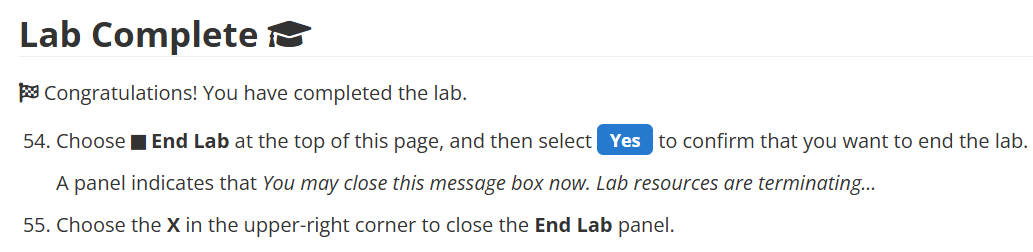 Lab Complete
Congratulations! You have completed the lab.
54. Choose End Lab at the top of this page, and then select Yes to confirm that you want to end the lab.
A panel indicates that You may close this message box now. Lab resources are terminating...
55. Choose the X in the upper-right corner to close the End Lab panel.